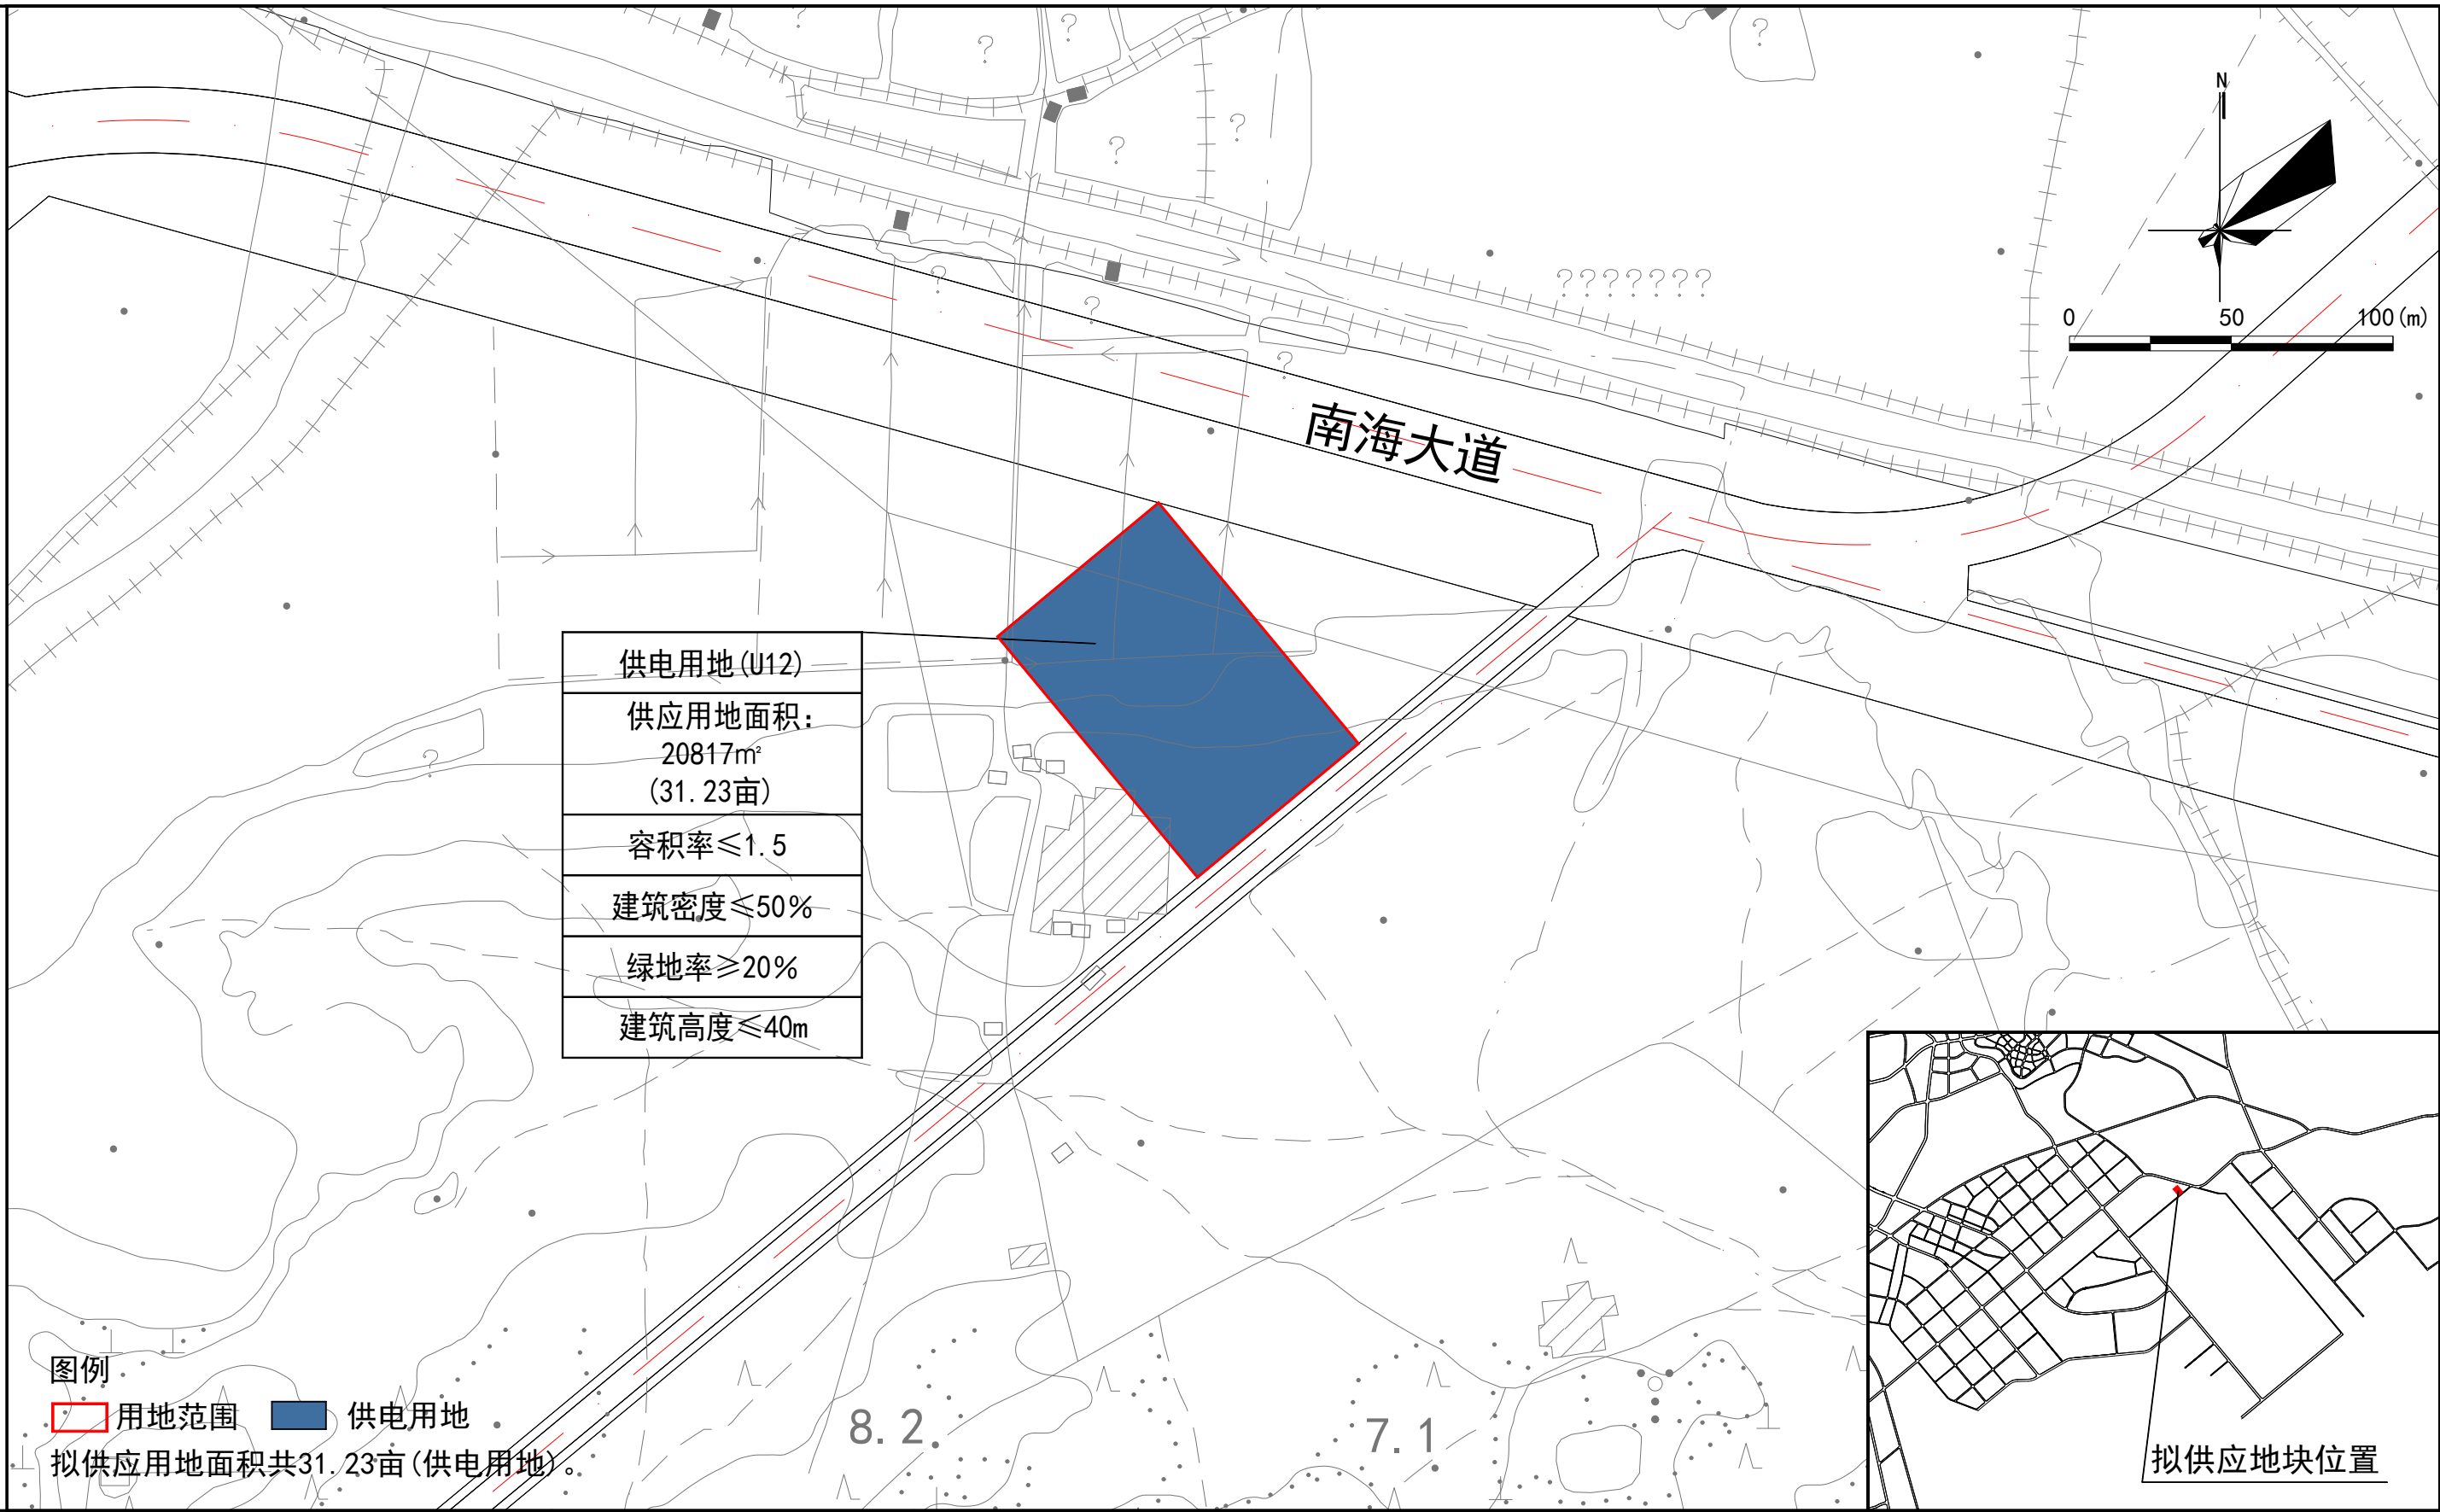 N
0 50 100(m)
南海大道
供电用地(U12)
供应用地面积:
20817㎡
(31.23亩)
容积率≤1.5
建筑密度≤50%
绿地率≥20%
建筑高度≤40m
? ? ? ? ? ? ?
8.2
7.1
图例
用地范围 供电用地
拟供应用地面积共31.23亩(供电用地)。
拟供应地块位置